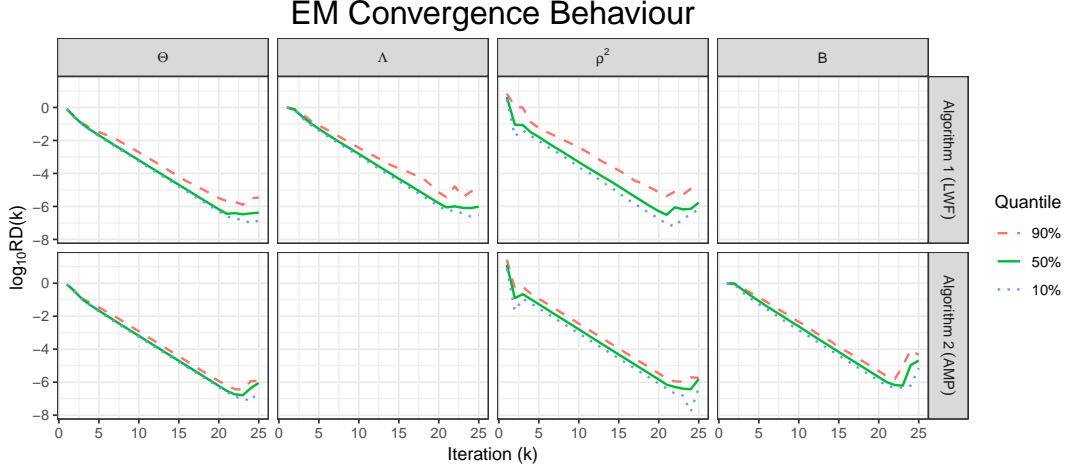 EM Convergence Behaviour
Θ Λ ρ² B
Algorithm 1 (LWF)
Algorithm 2 (AMP)
log₁₀RD(k)
0
−2
−4
−6
−8
0
−2
−4
−6
−8
0 5 10 15 20 25 0 5 10 15 20 25 0 5 10 15 20 25 0 5 10 15 20 25
Iteration (k)
Quantile
90%
50%
10%